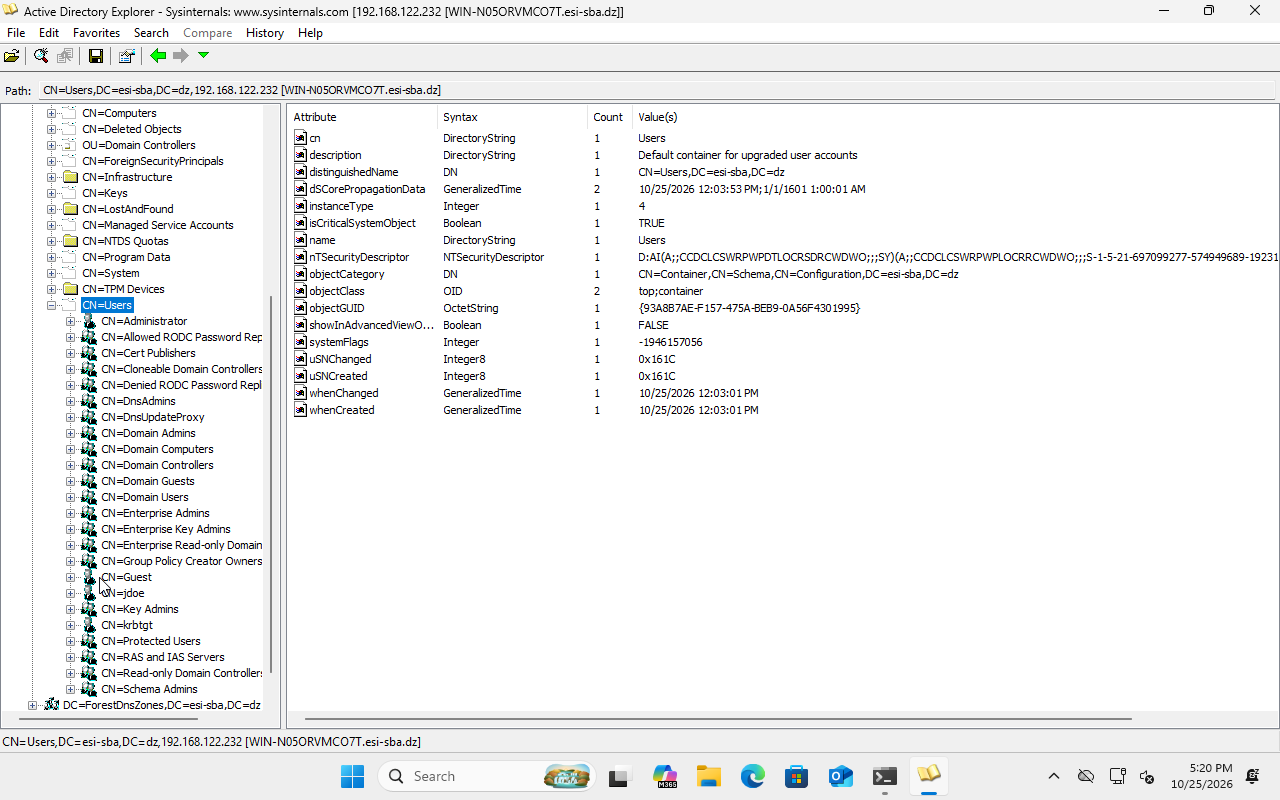 Active Directory Explorer - Sysinternals: www.sysinternals.com [192.168.122.232 [WIN-N05ORVMCO7T.esi-sba.dz]]
File Edit Favorites Search Compare History Help
Path: CN=Users,DC=esi-sba,DC=dz,192.168.122.232 [WIN-N05ORVMCO7T.esi-sba.dz]
CN=Computers
CN=Deleted Objects
OU=Domain Controllers
CN=ForeignSecurityPrincipals
CN=Infrastructure
CN=Keys
CN=LostAndFound
CN=Managed Service Accounts
CN=NTDS Quotas
CN=Program Data
CN=System
CN=TPM Devices
CN=Users
CN=Administrator
CN=Allowed RODC Password Rep
CN=Cert Publishers
CN=Cloneable Domain Controllers
CN=Denied RODC Password Repl
CN=DnsAdmins
CN=DnsUpdateProxy
CN=Domain Admins
CN=Domain Computers
CN=Domain Controllers
CN=Domain Guests
CN=Domain Users
CN=Enterprise Admins
CN=Enterprise Key Admins
CN=Enterprise Read-only Domain
CN=Group Policy Creator Owners
CN=Guest
CN=jdoe
CN=Key Admins
CN=krbtgt
CN=Protected Users
CN=RAS and IAS Servers
CN=Read-only Domain Controllers
CN=Schema Admins
DC=ForestDnsZones,DC=esi-sba,DC=dz
Attribute Syntax Count Value(s)
cn DirectoryString 1 Users
description DirectoryString 1 Default container for upgraded user accounts
distinguishedName DN 1 CN=Users,DC=esi-sba,DC=dz
dSCorePropagationData GeneralizedTime 2 10/25/2026 12:03:53 PM;1/1/1601 1:00:01 AM
instanceType Integer 1 4
isCriticalSystemObject Boolean 1 TRUE
name DirectoryString 1 Users
nTSecurityDescriptor NTSecurityDescriptor 1 D:AI(A;;CCDCLCSWRPWPDTLOCRSDRCWDWO;;;SY)(A;;CCDCLCSWRPWPLOCRRCWDWO;;;S-1-5-21-697099277-574949689-19231
objectCategory DN 1 CN=Container,CN=Schema,CN=Configuration,DC=esi-sba,DC=dz
objectClass OID 2 top;container
objectGUID OctetString 1 {93A8B7AE-F157-475A-BEB9-0A56F4301995}
showInAdvancedViewO... Boolean 1 FALSE
systemFlags Integer 1 -1946157056
uSNChanged Integer8 1 0x161C
uSNCreated Integer8 1 0x161C
whenChanged GeneralizedTime 1 10/25/2026 12:03:01 PM
whenCreated GeneralizedTime 1 10/25/2026 12:03:01 PM
CN=Users,DC=esi-sba,DC=dz,192.168.122.232 [WIN-N05ORVMCO7T.esi-sba.dz]
Search
M365
5:20 PM
10/25/2026